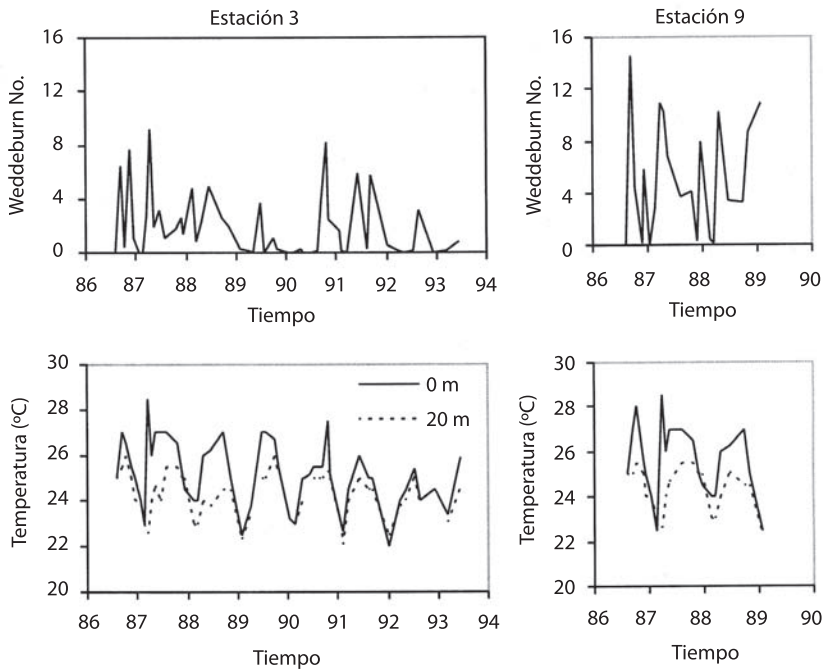 Estación 3
Weddeburn No.
16
12
8
4
0
86 87 88 89 90 91 92 93 94
Tiempo
Estación 9
Weddeburn No.
16
12
8
4
0
86 87 88 89 90
Tiempo
Temperatura (ºC)
30
28
26
24
22
20
0 m
20 m
86 87 88 89 90 91 92 93 94
Tiempo
Temperatura (ºC)
30
28
26
24
22
20
86 87 88 89 90
Tiempo